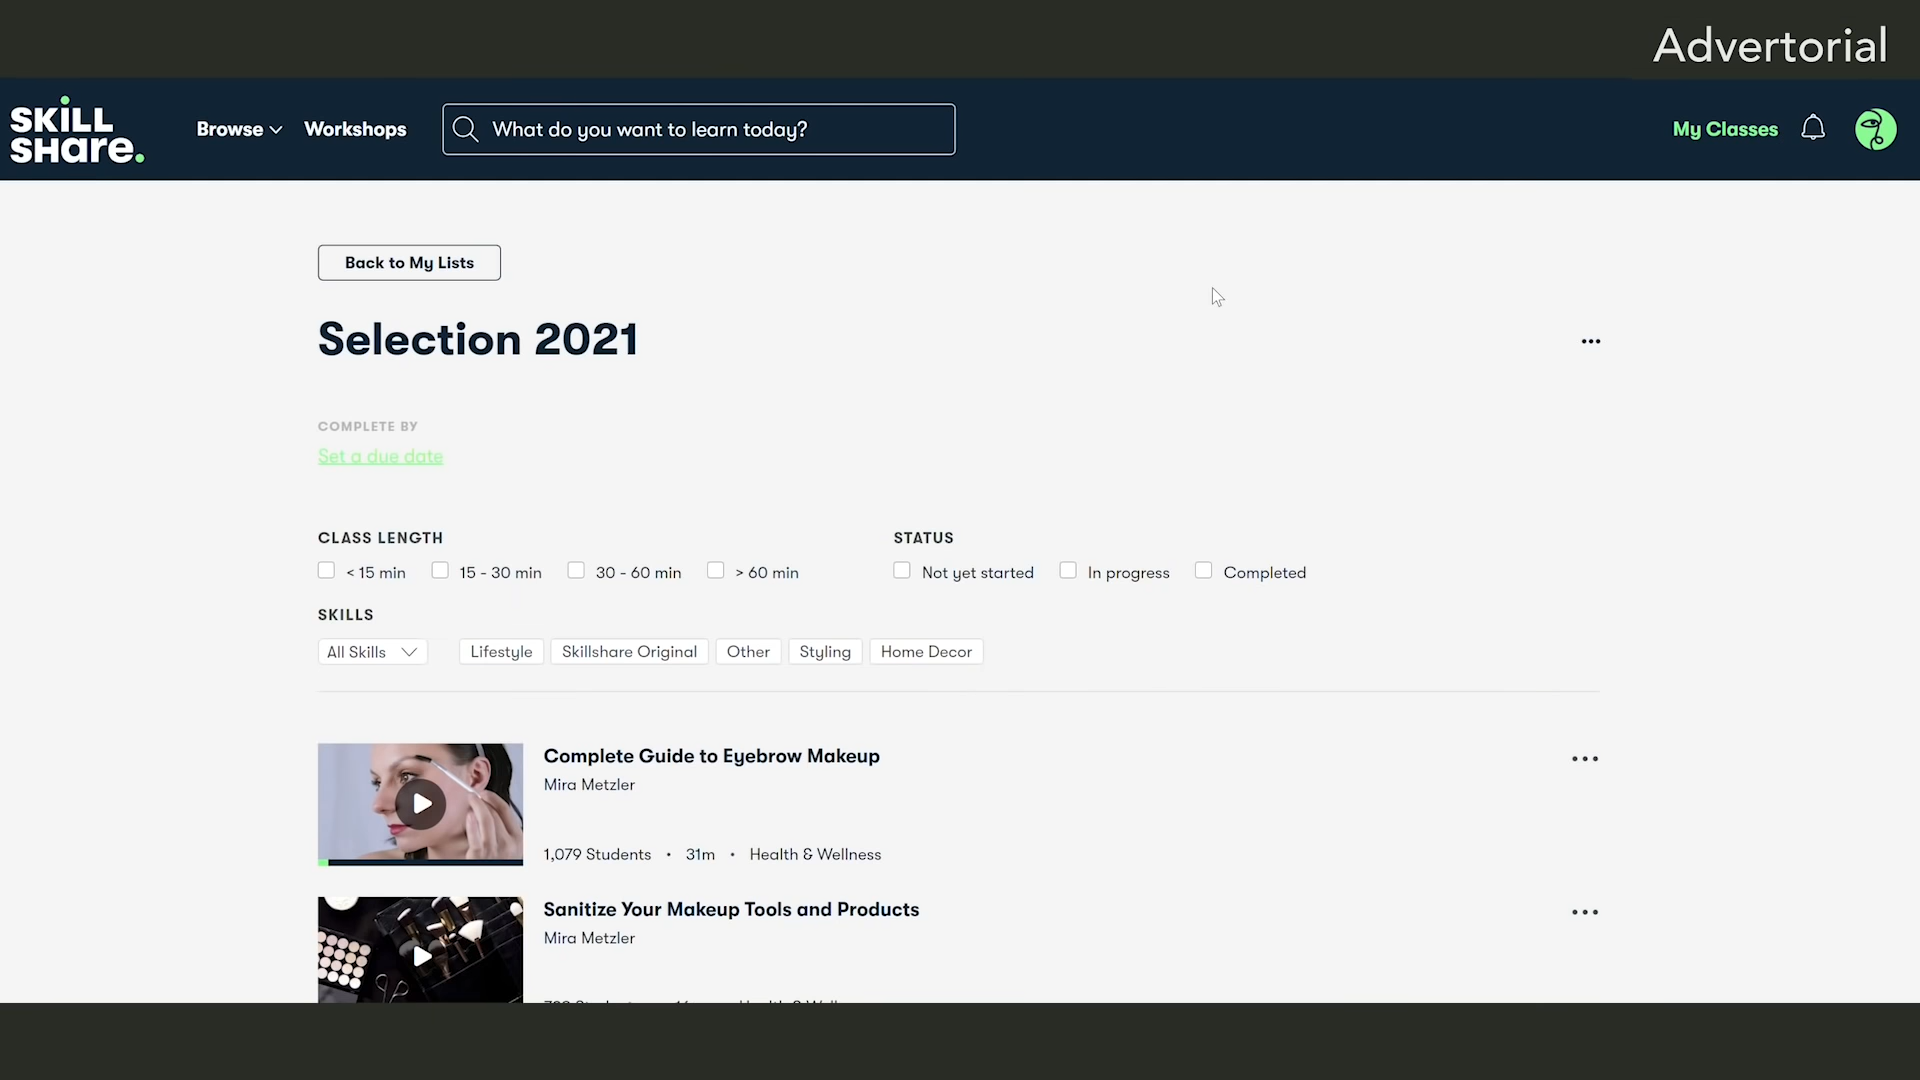 Advertorial
SKiLL
SHare.
Browse
Workshops
What do you want to learn today?
My Classes
Back to My Lists
Selection 2021
COMPLETE BY
Set a due date
CLASS LENGTH
< 15 min
15 - 30 min
30 - 60 min
> 60 min
STATUS
Not yet started
In progress
Completed
SKILLS
All Skills
Lifestyle
Skillshare Original
Other
Styling
Home Decor
Complete Guide to Eyebrow Makeup
Mira Metzler
1,079 Students • 31m • Health & Wellness
Sanitize Your Makeup Tools and Products
Mira Metzler